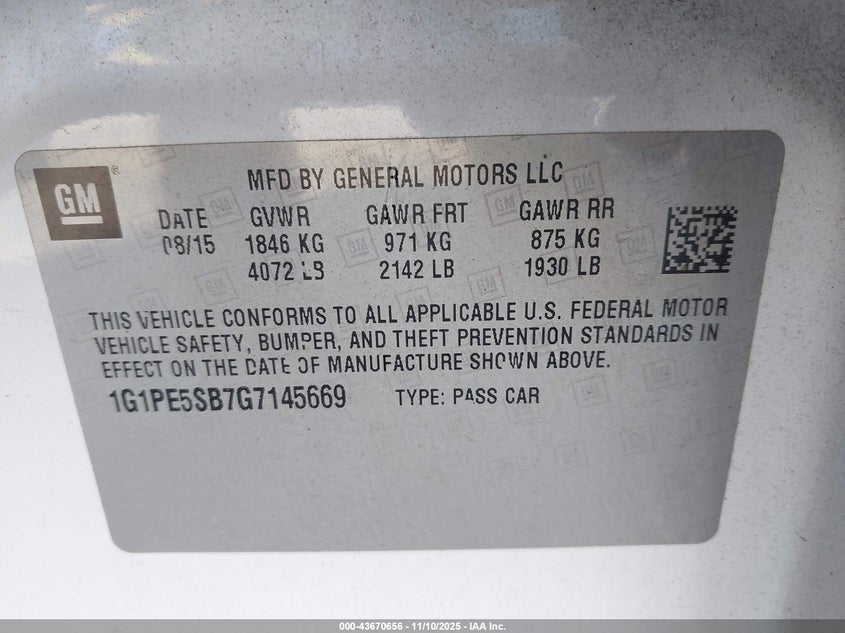 GM
MFD BY GENERAL MOTORS LLC
DATE GVWR GAWR FRT GAWR RR
08/15 1846 KG 971 KG 875 KG
4072 LB 2142 LB 1930 LB
THIS VEHICLE CONFORMS TO ALL APPLICABLE U.S. FEDERAL MOTOR
VEHICLE SAFETY, BUMPER, AND THEFT PREVENTION STANDARDS IN
EFFECT ON THE DATE OF MANUFACTURE SHOWN ABOVE.
1G1PE5SB7G7145669 TYPE: PASS CAR
000-43670656 - 11/10/2025 - IAA Inc.